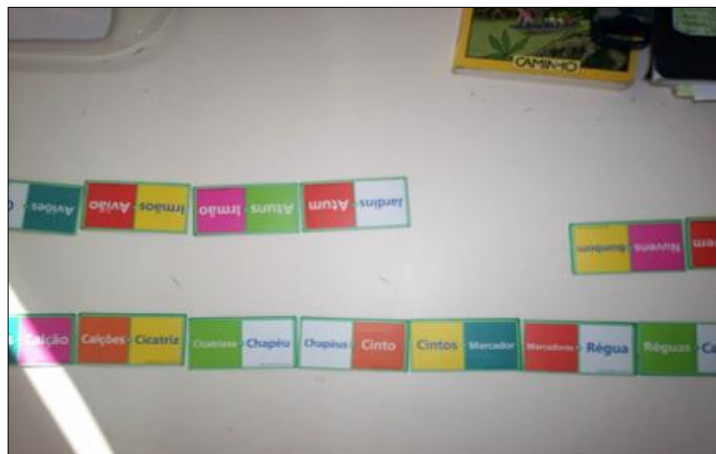 CAMINHO
Jardins Atum
Atuns Irmão
Irmãos Avião
Aviões
Nuvens Bombom
Calção
Calções Cicatriz
Cicatrizes Chapéu
Chapéus Cinto
Cintos Marcador
Marcadores Régua
Réguas Ca